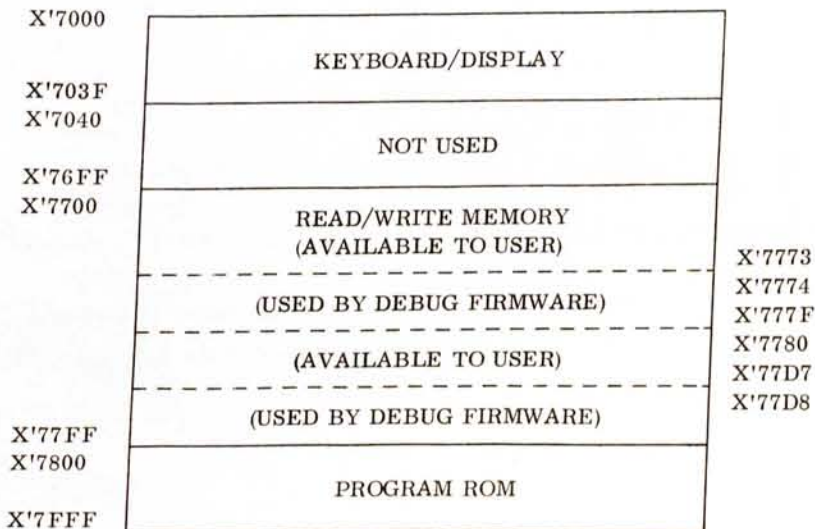 X'7000
KEYBOARD/DISPLAY
X'703F
X'7040
NOT USED
X'76FF
X'7700
READ/WRITE MEMORY
(AVAILABLE TO USER)
X'7773
X'7774
(USED BY DEBUG FIRMWARE)
X'777F
X'7780
(AVAILABLE TO USER)
X'77D7
X'77D8
(USED BY DEBUG FIRMWARE)
X'77FF
X'7800
PROGRAM ROM
X'7FFF